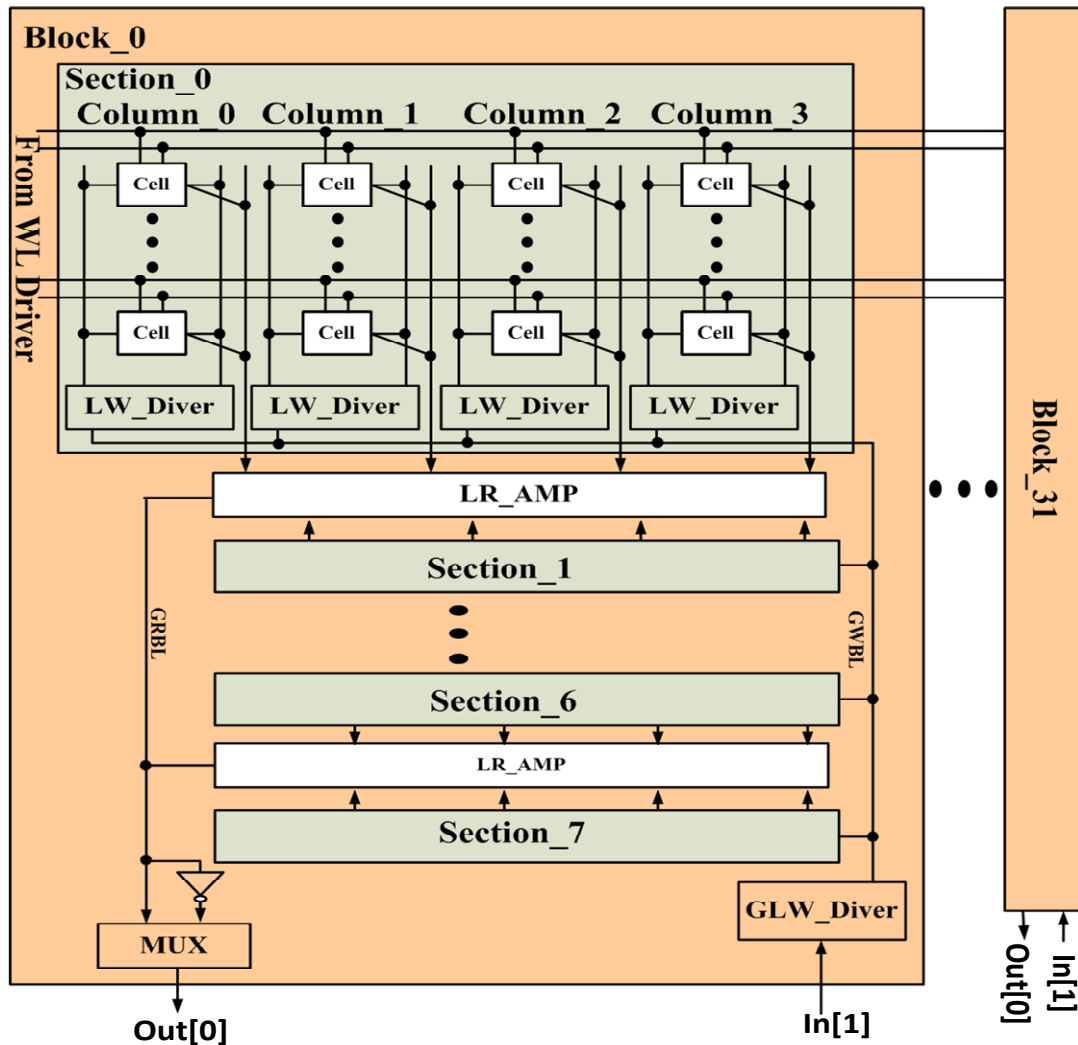 Block_0
Section_0
Column_0 Column_1 Column_2 Column_3
From WL Driver
Cell Cell Cell Cell
Cell Cell Cell Cell
LW_Diver LW_Diver LW_Diver LW_Diver
LR_AMP
Block_31
Section_1
GRBL
GWBL
Section_6
LR_AMP
Section_7
GLW_Diver
MUX
Out[0]
In[1]
Out[0]
In[1]